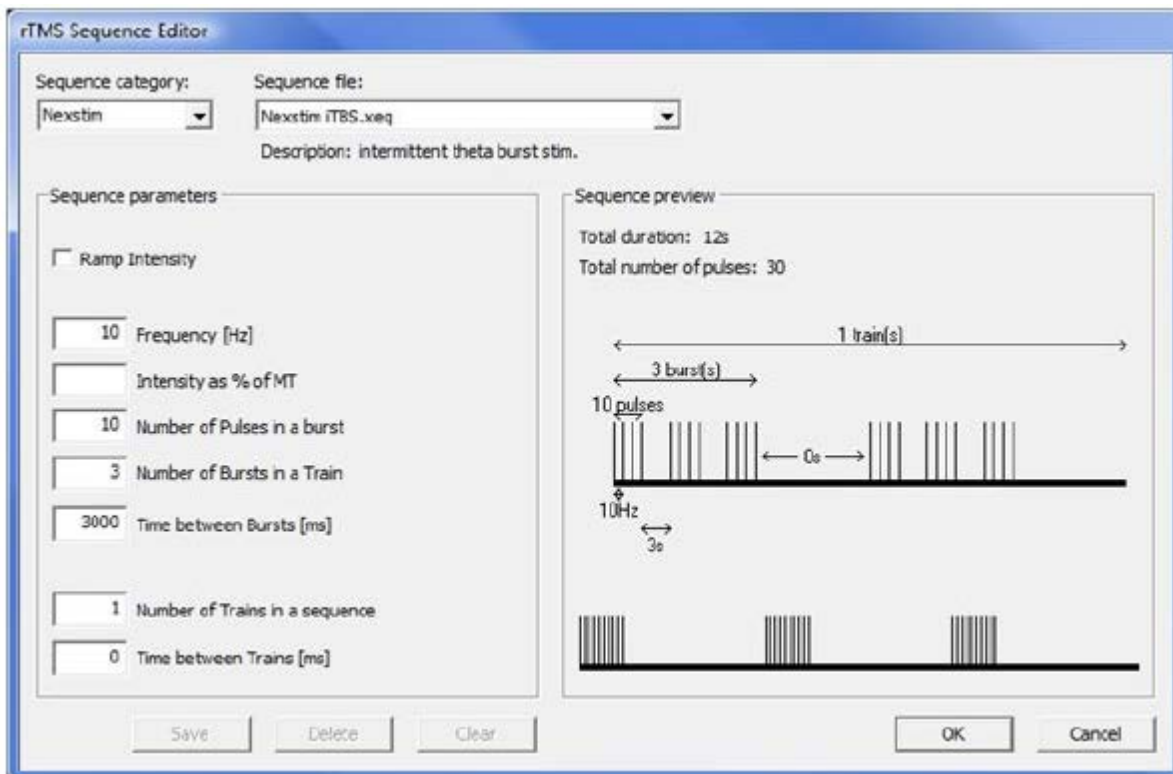 rTMS Sequence Editor
Sequence category:
Sequence file:
Nexstim
Nexstim iTBS.xeq
Description: intermittent theta burst stim.
Sequence parameters
Ramp Intensity
10 Frequency [Hz]
Intensity as % of MT
10 Number of Pulses in a burst
3 Number of Bursts in a Train
3000 Time between Bursts [ms]
1 Number of Trains in a sequence
0 Time between Trains [ms]
Sequence preview
Total duration: 12s
Total number of pulses: 30
1 train(s)
3 burst(s)
10 pulses
0s
10Hz
3s
Save
Delete
Clear
OK
Cancel